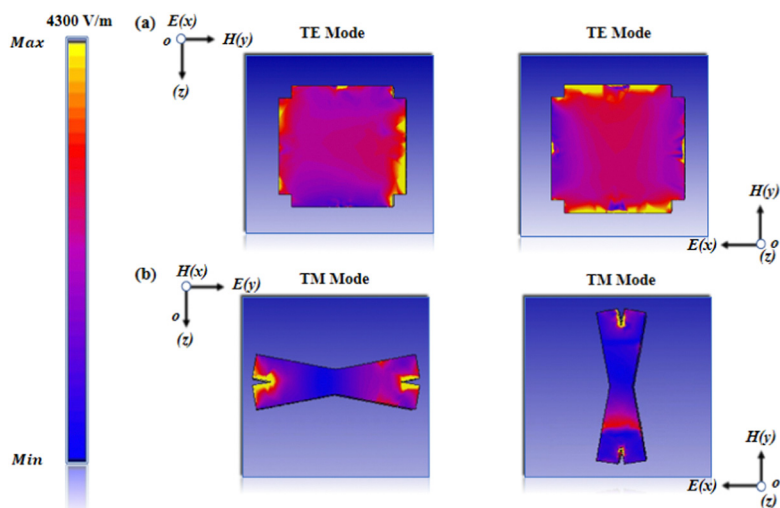 4300 V/m
Max
Min
(a)
E(x)
o
H(y)
(z)
TE Mode
TE Mode
H(y)
E(x)
o
(z)
(b)
H(x)
E(y)
o
(z)
TM Mode
TM Mode
H(y)
E(x)
o
(z)